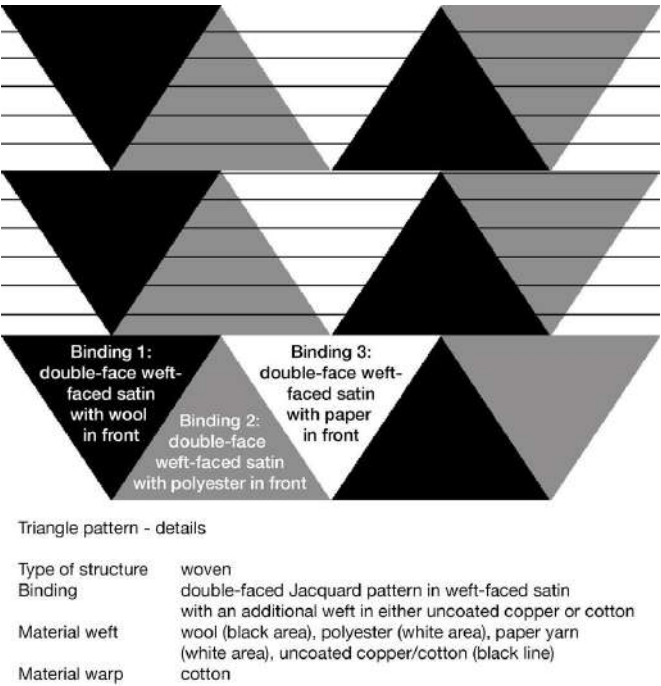 Binding 1:
double-face weft-
faced satin
with wool
in front
Binding 2:
double-face
weft-faced satin
with polyester in front
Binding 3:
double-face weft-
faced satin
with paper
in front
Triangle pattern - details
Type of structure woven
Binding double-faced Jacquard pattern in weft-faced satin
with an additional weft in either uncoated copper or cotton
Material weft wool (black area), polyester (white area), paper yarn
(white area), uncoated copper/cotton (black line)
Material warp cotton